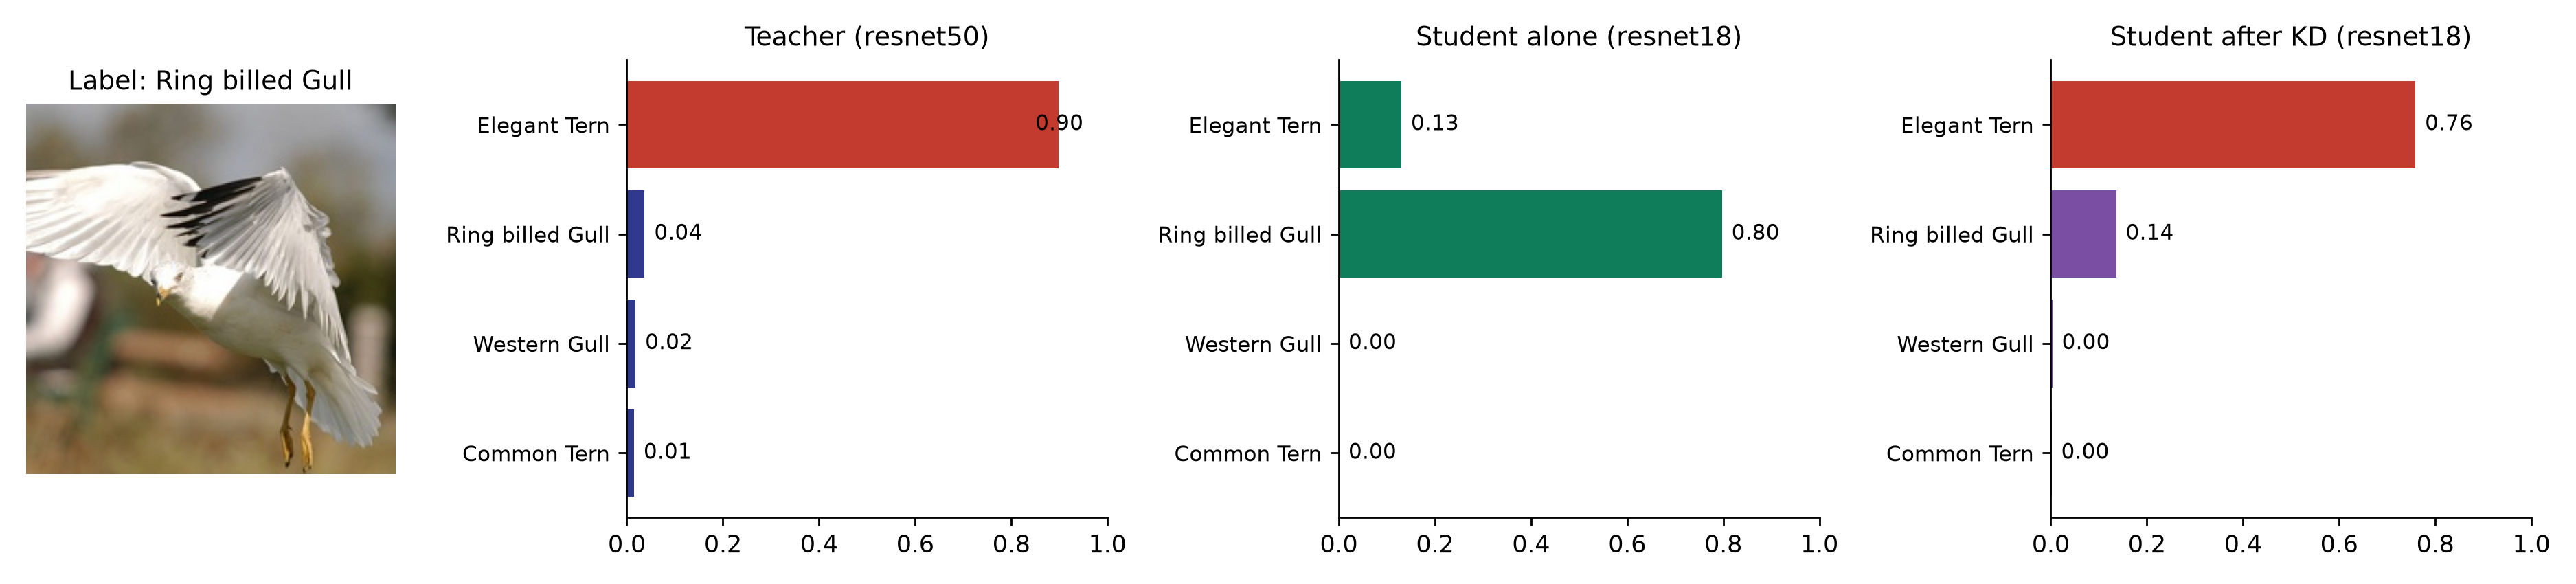 Label: Ring billed Gull
Teacher (resnet50)
Elegant Tern
0.90
Ring billed Gull
0.04
Western Gull
0.02
Common Tern
0.01
0.0 0.2 0.4 0.6 0.8 1.0
Student alone (resnet18)
Elegant Tern
0.13
Ring billed Gull
0.80
Western Gull
0.00
Common Tern
0.00
0.0 0.2 0.4 0.6 0.8 1.0
Student after KD (resnet18)
Elegant Tern
0.76
Ring billed Gull
0.14
Western Gull
0.00
Common Tern
0.00
0.0 0.2 0.4 0.6 0.8 1.0